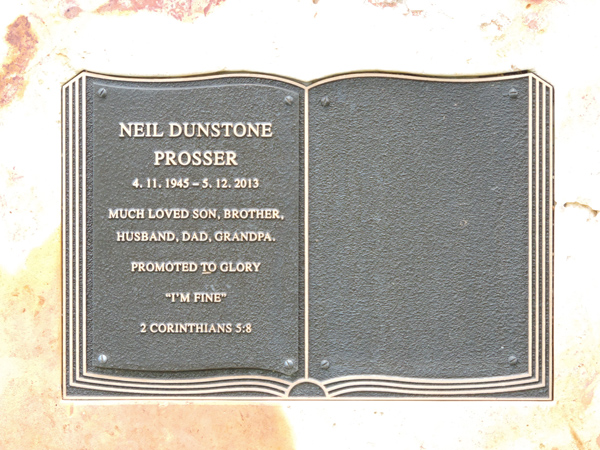 NEIL DUNSTONE
PROSSER
4. 11. 1945 – 5. 12. 2013
MUCH LOVED SON, BROTHER,
HUSBAND, DAD, GRANDPA.
PROMOTED TO GLORY
“I'M FINE”
2 CORINTHIANS 5:8